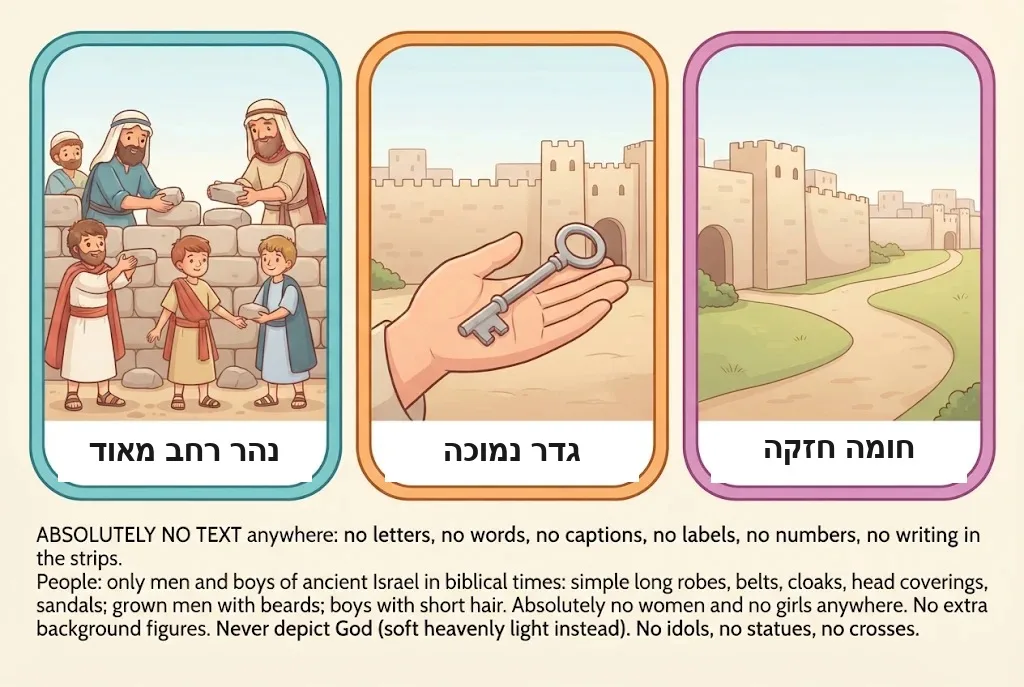 נהר רחב מאוד
גדר נמוכה
חומה חזקה
ABSOLUTELY NO TEXT anywhere: no letters, no words, no captions, no labels, no numbers, no writing in
the strips.
People: only men and boys of ancient Israel in biblical times: simple long robes, belts, cloaks, head coverings,
sandals; grown men with beards; boys with short hair. Absolutely no women and no girls anywhere. No extra
background figures. Never depict God (soft heavenly light instead). No idols, no statues, no crosses.